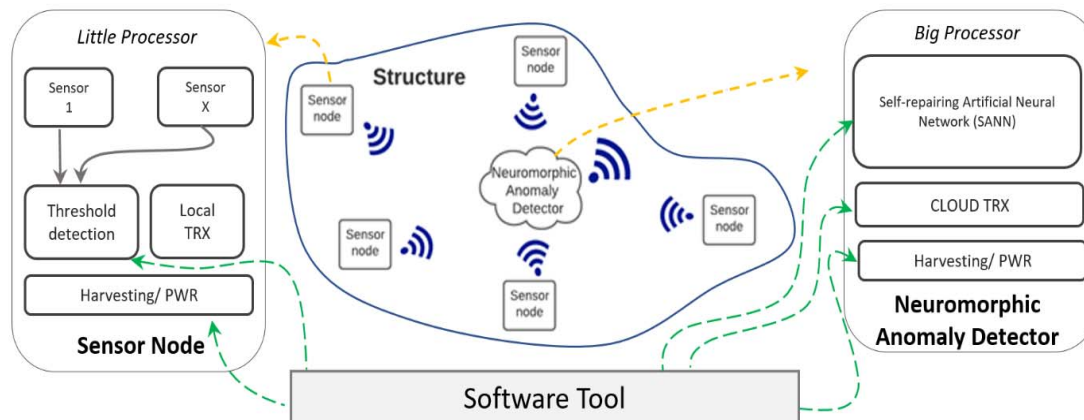 Little Processor
Sensor
1
Sensor
X
Threshold
detection
Local
TRX
Harvesting/ PWR
Sensor Node
Structure
Sensor
node
Sensor
node
Neuromorphic
Anomaly
Detector
Sensor
node
Sensor
node
Sensor
node
Big Processor
Self-repairing Artificial Neural
Network (SANN)
CLOUD TRX
Harvesting/ PWR
Neuromorphic
Anomaly Detector
Software Tool